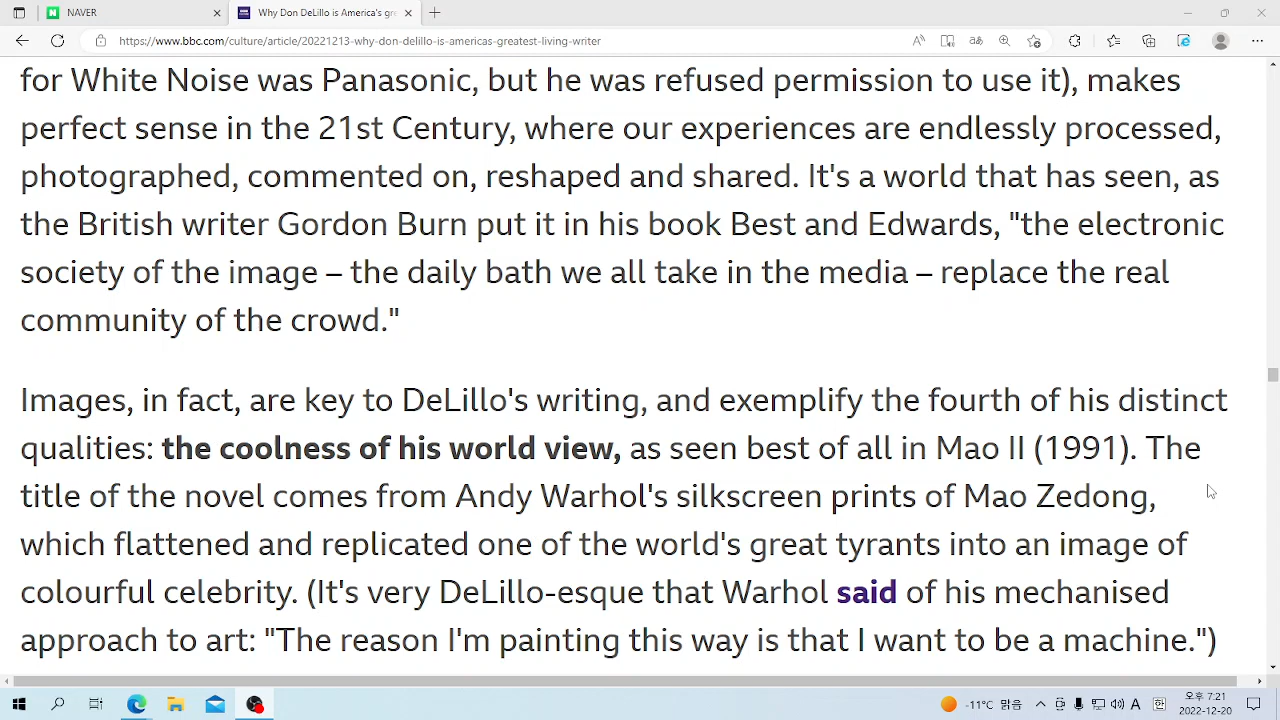 NAVER
Why Don DeLillo is America's gre
https://www.bbc.com/culture/article/20221213-why-don-delillo-is-americas-greatest-living-writer
for White Noise was Panasonic, but he was refused permission to use it), makes
perfect sense in the 21st Century, where our experiences are endlessly processed,
photographed, commented on, reshaped and shared. It's a world that has seen, as
the British writer Gordon Burn put it in his book Best and Edwards, "the electronic
society of the image – the daily bath we all take in the media – replace the real
community of the crowd."
Images, in fact, are key to DeLillo's writing, and exemplify the fourth of his distinct
qualities: the coolness of his world view, as seen best of all in Mao II (1991). The
title of the novel comes from Andy Warhol's silkscreen prints of Mao Zedong,
which flattened and replicated one of the world's great tyrants into an image of
colourful celebrity. (It's very DeLillo-esque that Warhol said of his mechanised
approach to art: "The reason I'm painting this way is that I want to be a machine.")
-11°C 맑음 A 오후 7:21
2022-12-20